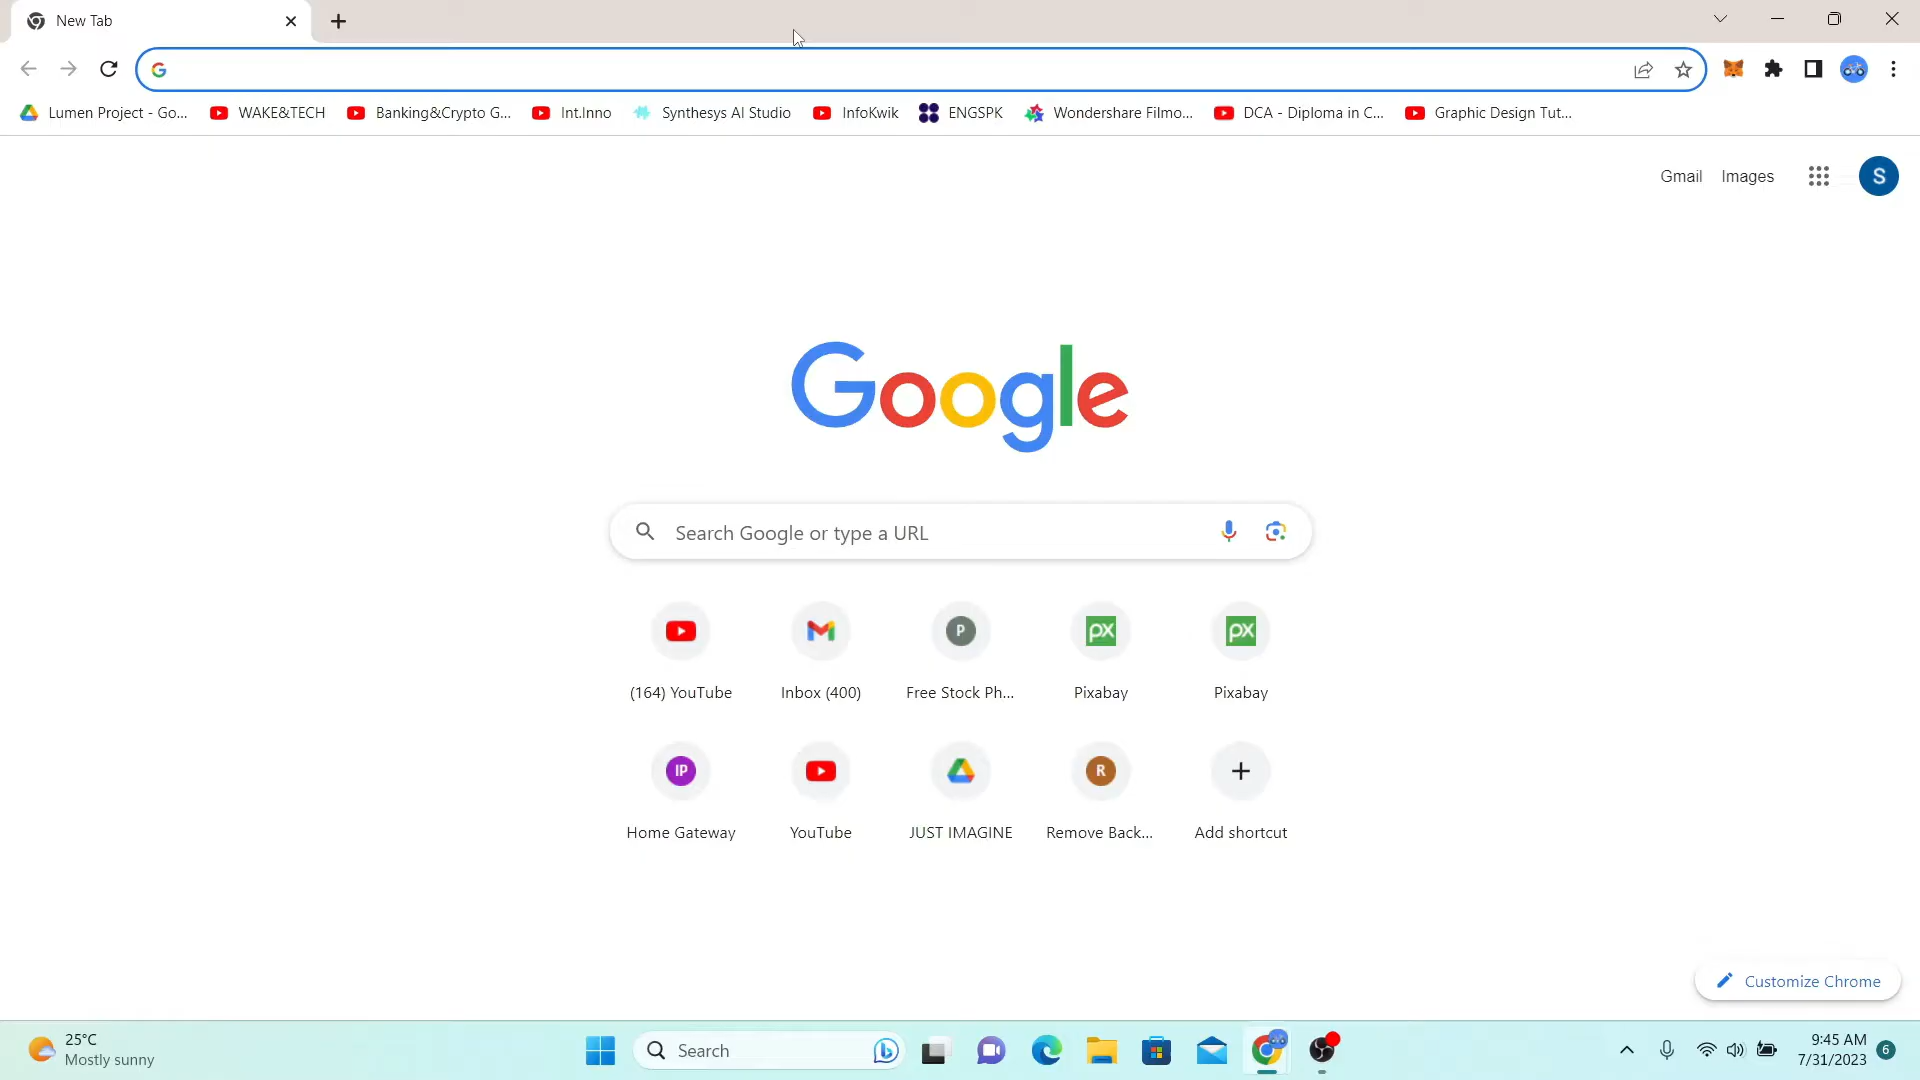 New Tab
Lumen Project - Go...
WAKE&TECH
Banking&Crypto G...
Int.Inno
Synthesys AI Studio
InfoKwik
ENGSPK
Wondershare Filmo...
DCA - Diploma in C...
Graphic Design Tut...
Gmail
Images
S
Google
Search Google or type a URL
P
px
px
(164) YouTube
Inbox (400)
Free Stock Ph...
Pixabay
Pixabay
IP
R
Home Gateway
YouTube
JUST IMAGINE
Remove Back...
Add shortcut
Customize Chrome
25°C
Mostly sunny
Search
9:45 AM
7/31/2023
6